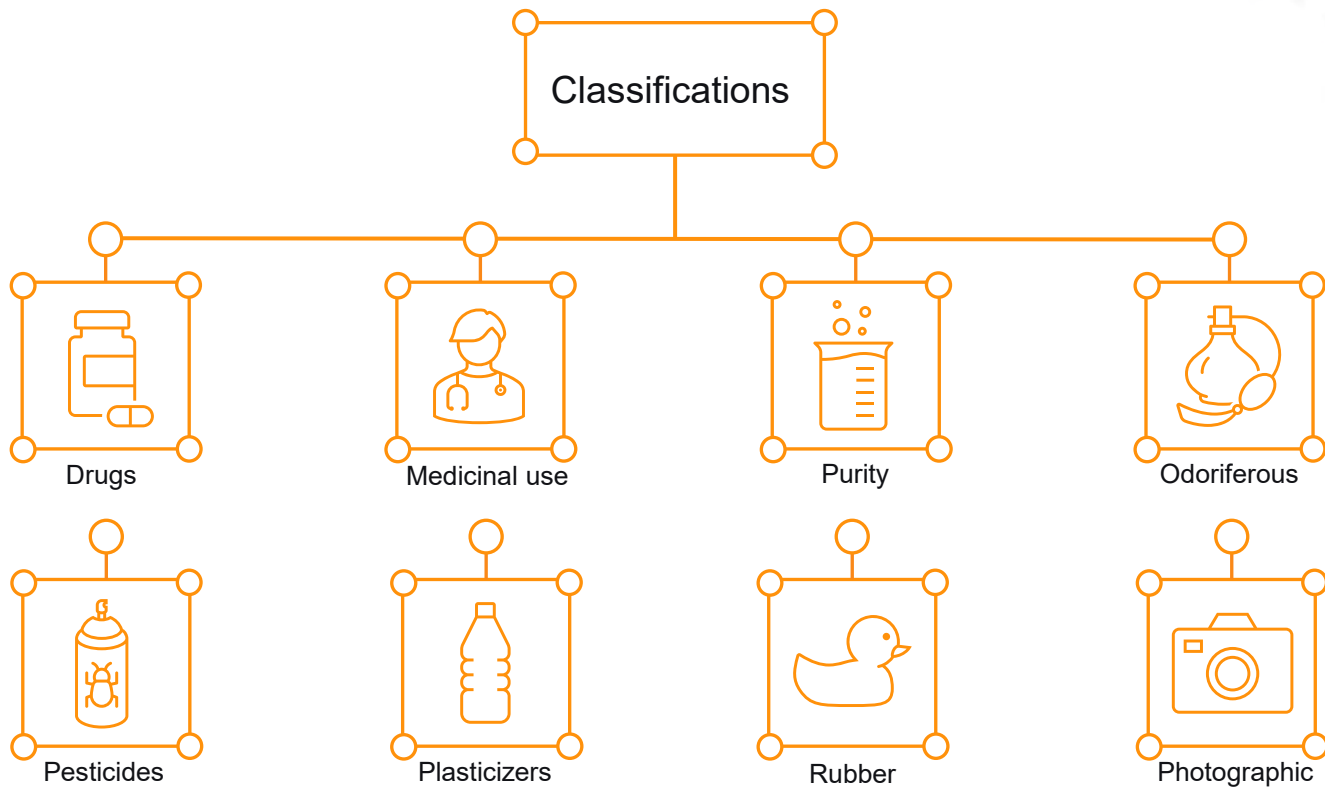 Classifications
Drugs
Medicinal use
Purity
Odoriferous
Pesticides
Plasticizers
Rubber
Photographic